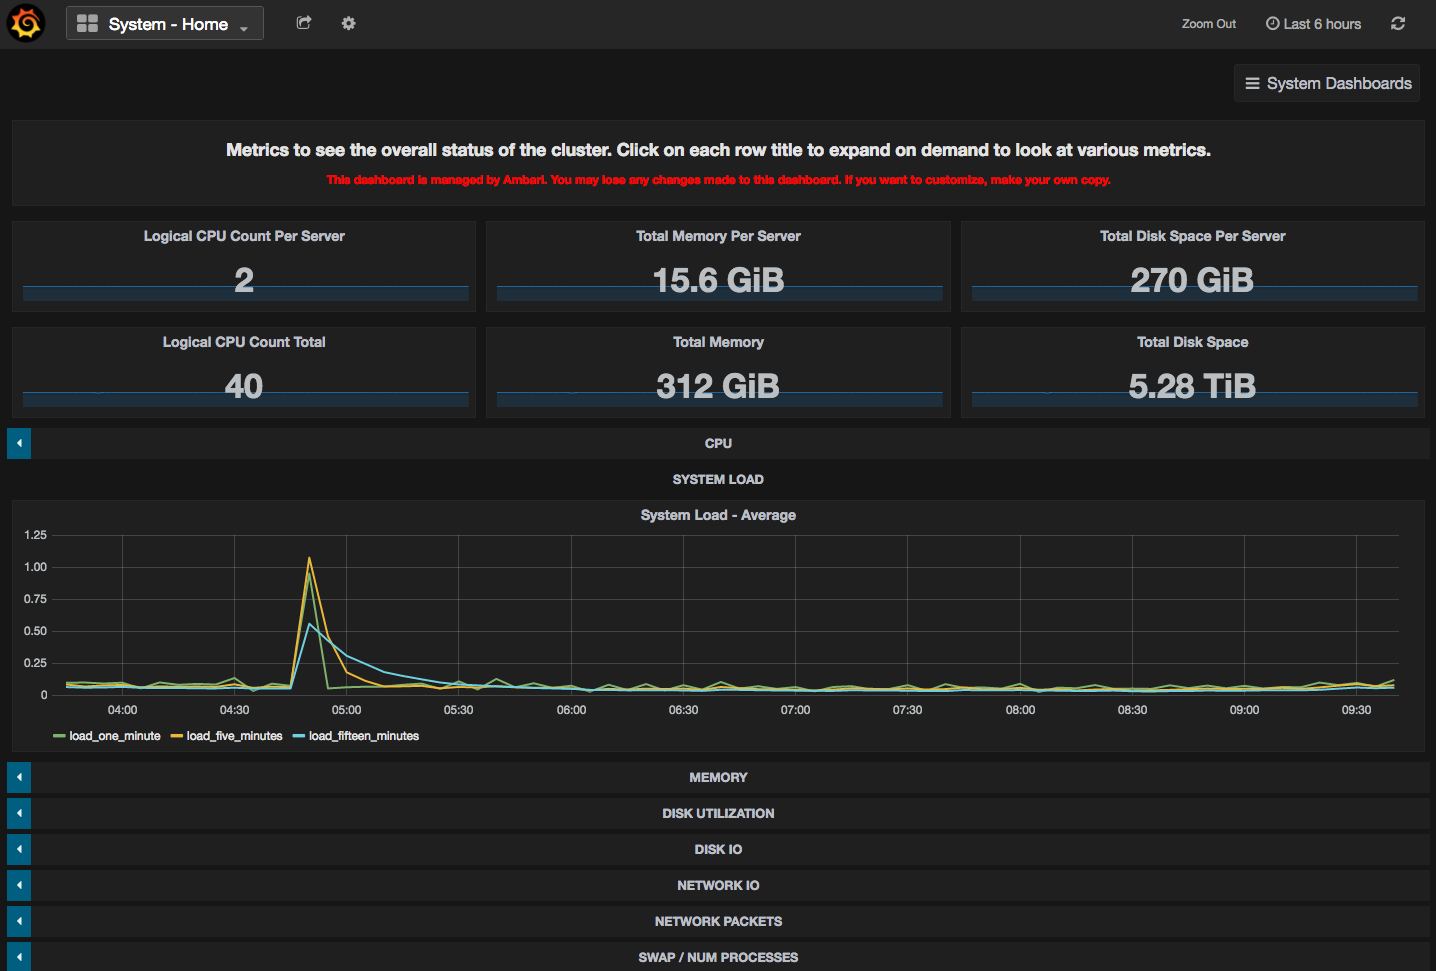 System - Home
Zoom Out
Last 6 hours
System Dashboards
Metrics to see the overall status of the cluster. Click on each row title to expand on demand to look at various metrics.
This dashboard is managed by Ambari. You may lose any changes made to this dashboard. If you want to customize, make your own copy.
Logical CPU Count Per Server
2
Total Memory Per Server
15.6 GiB
Total Disk Space Per Server
270 GiB
Logical CPU Count Total
40
Total Memory
312 GiB
Total Disk Space
5.28 TiB
CPU
SYSTEM LOAD
System Load - Average
1.25
1.00
0.75
0.50
0.25
0
04:00 04:30 05:00 05:30 06:00 06:30 07:00 07:30 08:00 08:30 09:00 09:30
load_one_minute load_five_minutes load_fifteen_minutes
MEMORY
DISK UTILIZATION
DISK IO
NETWORK IO
NETWORK PACKETS
SWAP / NUM PROCESSES